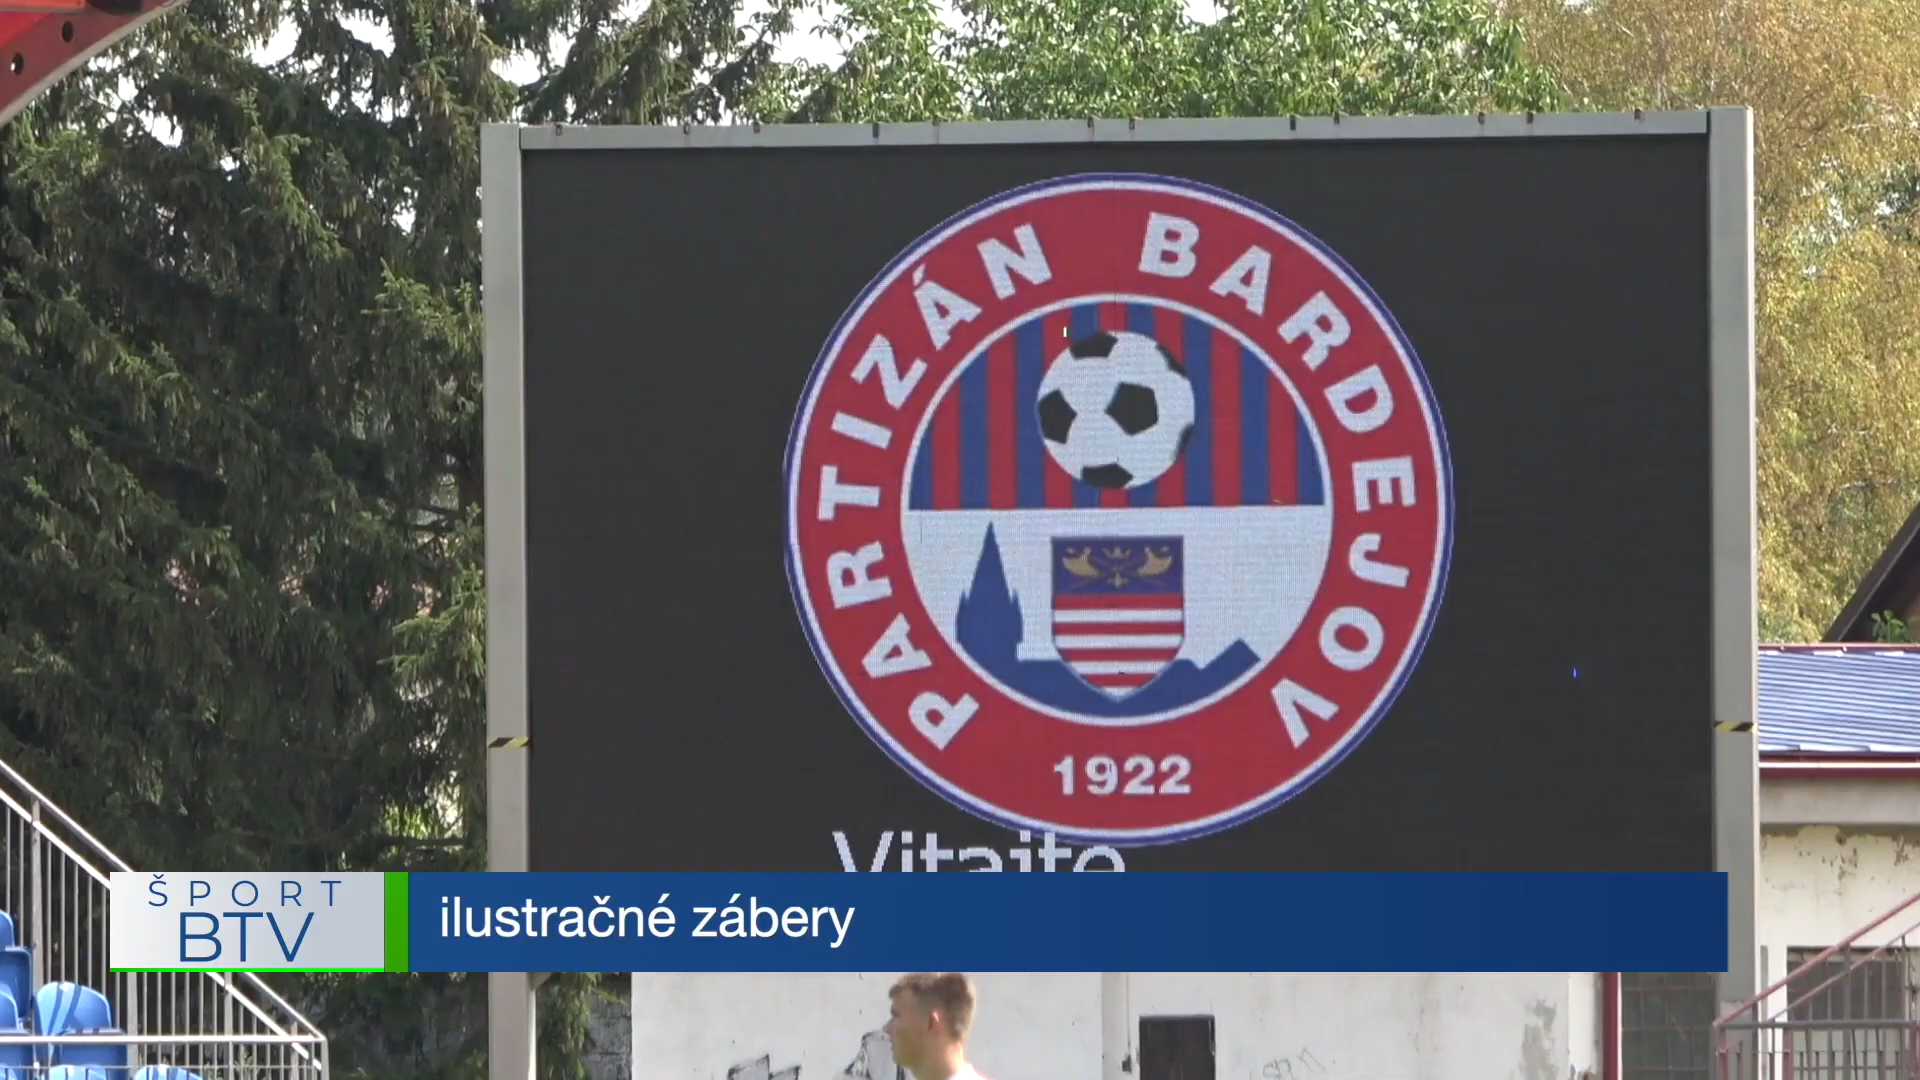 PARTIZÁN BARDEJOV
1922
Vitajte
ŠPORT
BTV
ilustračné zábery